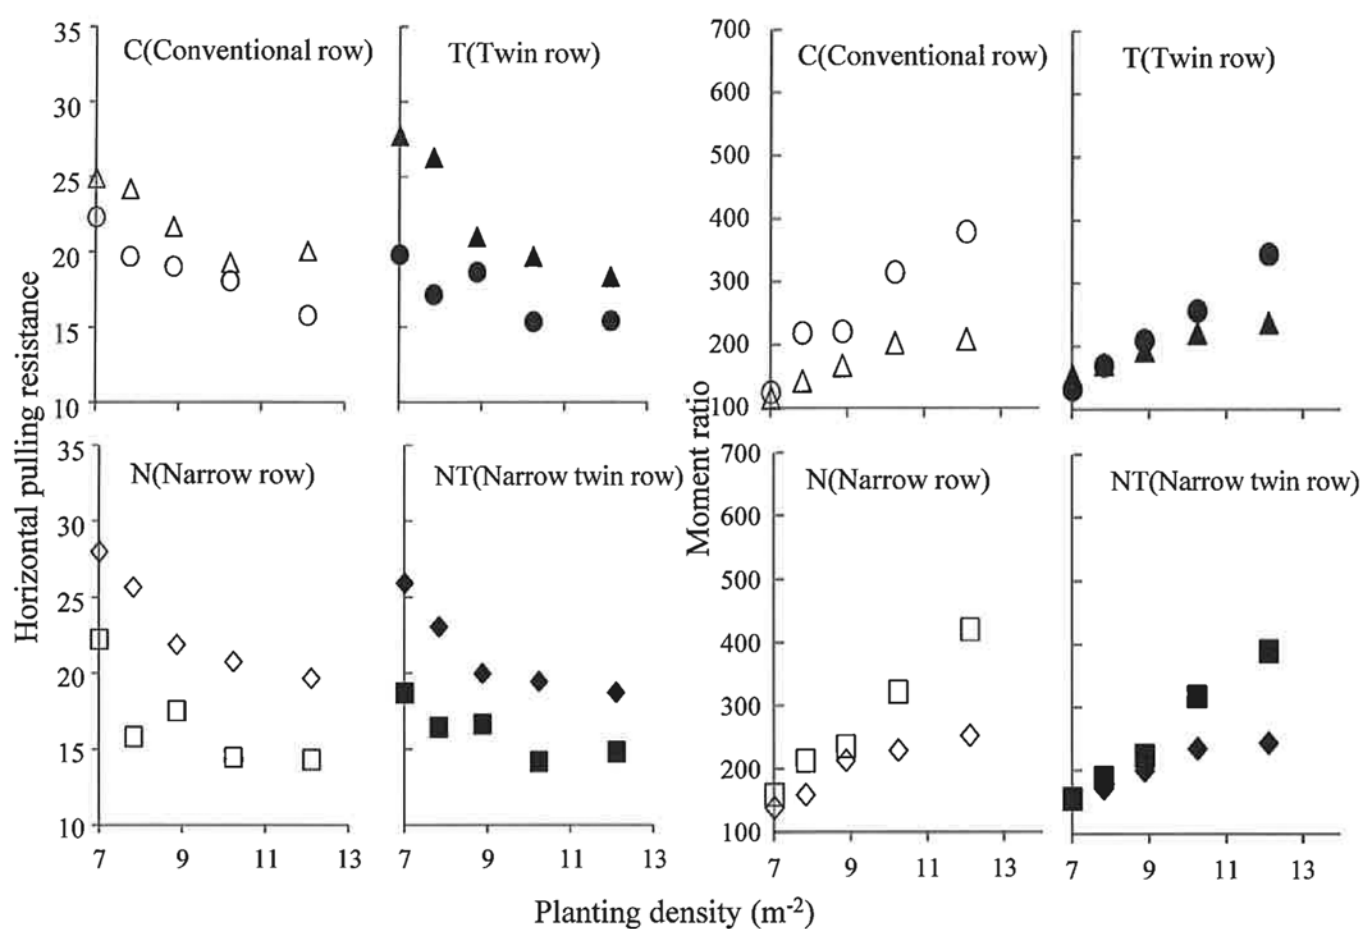 35
30
25
20
15
10
C(Conventional row)
T(Twin row)
700
600
500
400
300
200
100
C(Conventional row)
T(Twin row)
Horizontal pulling resistance
Moment ratio
35
30
25
20
15
10
N(Narrow row)
NT(Narrow twin row)
700
600
500
400
300
200
100
N(Narrow row)
NT(Narrow twin row)
7 9 11 13
7 9 11 13
7 9 11 13
7 9 11 13
Planting density (m⁻²)